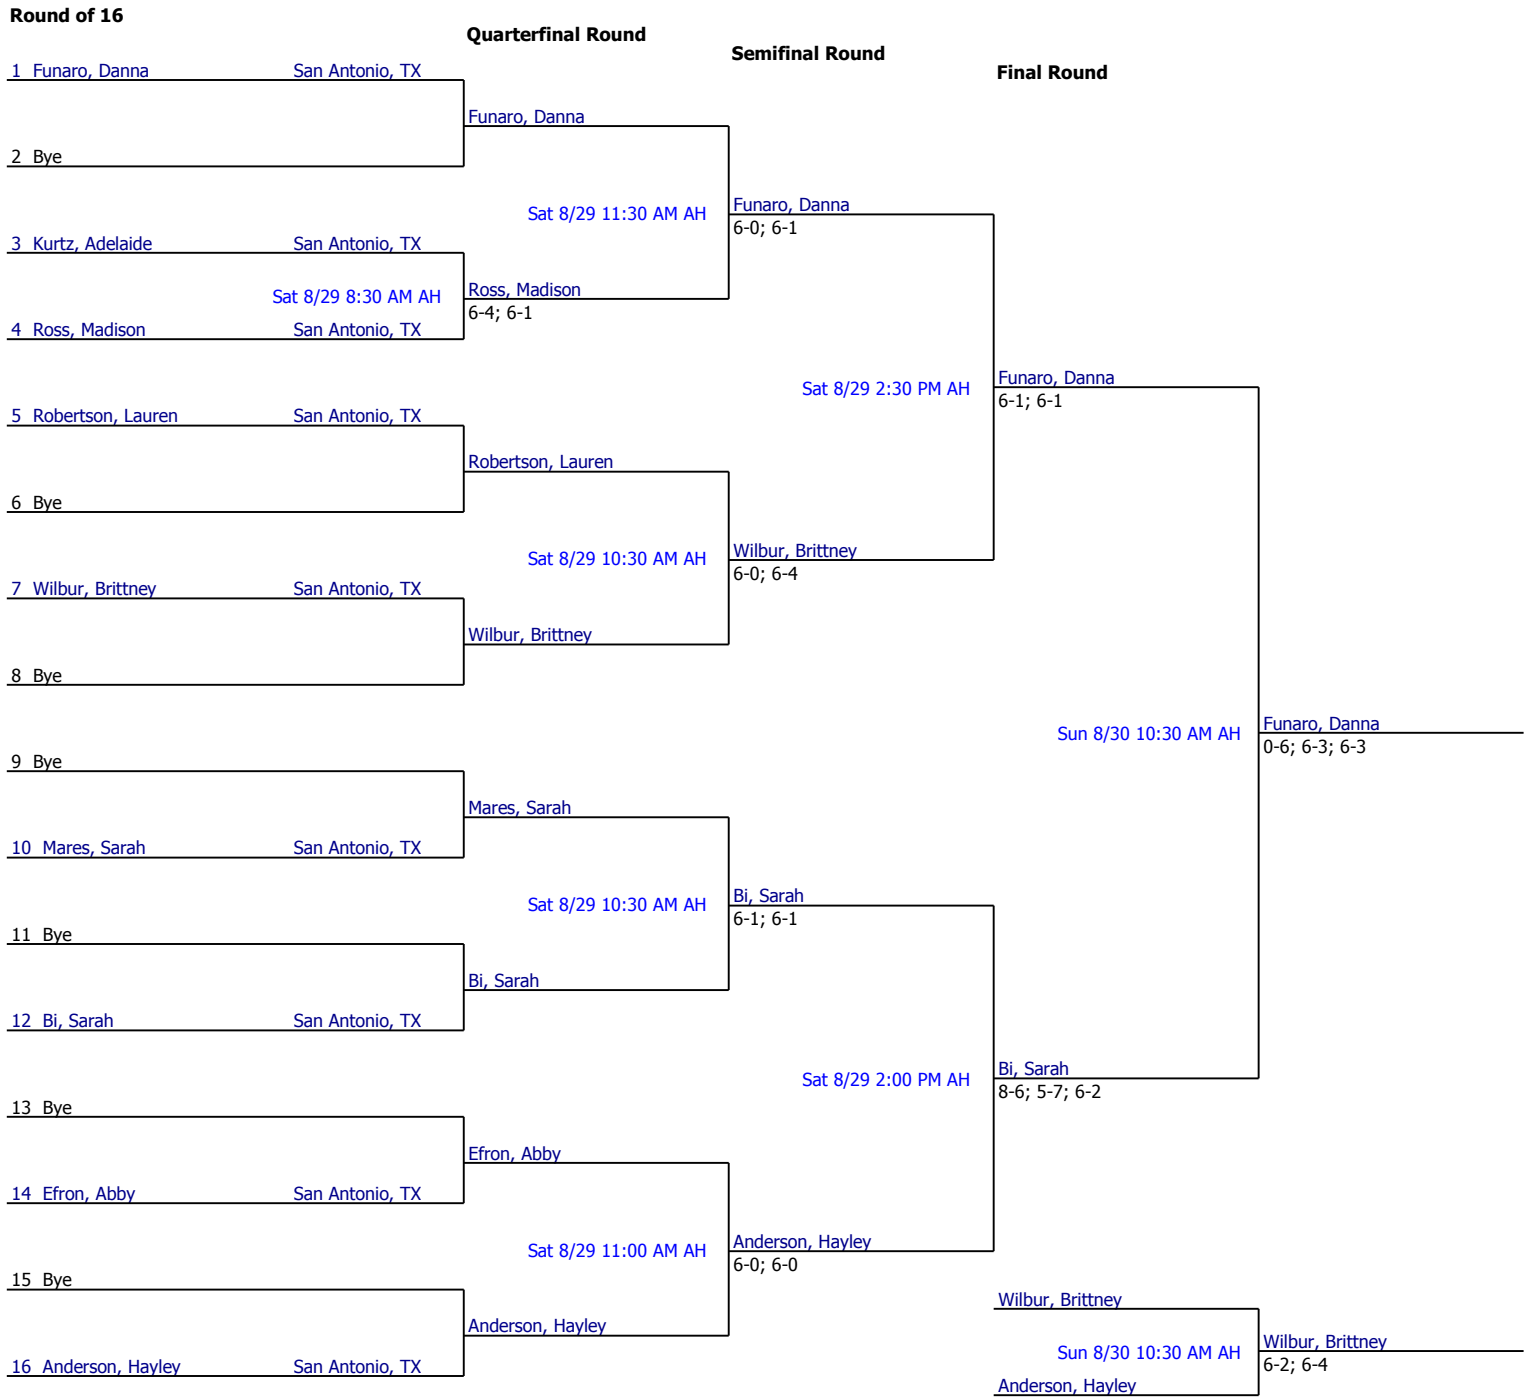 Round of 16
Quarterfinal Round
Semifinal Round
Final Round
1 Funaro, Danna San Antonio, TX
Funaro, Danna
2 Bye
Sat 8/29 11:30 AM AH
Funaro, Danna
6-0; 6-1
3 Kurtz, Adelaide San Antonio, TX
Sat 8/29 8:30 AM AH
Ross, Madison
6-4; 6-1
4 Ross, Madison San Antonio, TX
Sat 8/29 2:30 PM AH
Funaro, Danna
6-1; 6-1
5 Robertson, Lauren San Antonio, TX
Robertson, Lauren
6 Bye
Sat 8/29 10:30 AM AH
Wilbur, Brittney
6-0; 6-4
7 Wilbur, Brittney San Antonio, TX
Wilbur, Brittney
8 Bye
Sun 8/30 10:30 AM AH
Funaro, Danna
0-6; 6-3; 6-3
9 Bye
Mares, Sarah
10 Mares, Sarah San Antonio, TX
Sat 8/29 10:30 AM AH
Bi, Sarah
6-1; 6-1
11 Bye
Bi, Sarah
12 Bi, Sarah San Antonio, TX
Sat 8/29 2:00 PM AH
Bi, Sarah
8-6; 5-7; 6-2
13 Bye
Efron, Abby
14 Efron, Abby San Antonio, TX
Sat 8/29 11:00 AM AH
Anderson, Hayley
6-0; 6-0
15 Bye
Anderson, Hayley
16 Anderson, Hayley San Antonio, TX
Wilbur, Brittney
Sun 8/30 10:30 AM AH
Wilbur, Brittney
6-2; 6-4
Anderson, Hayley